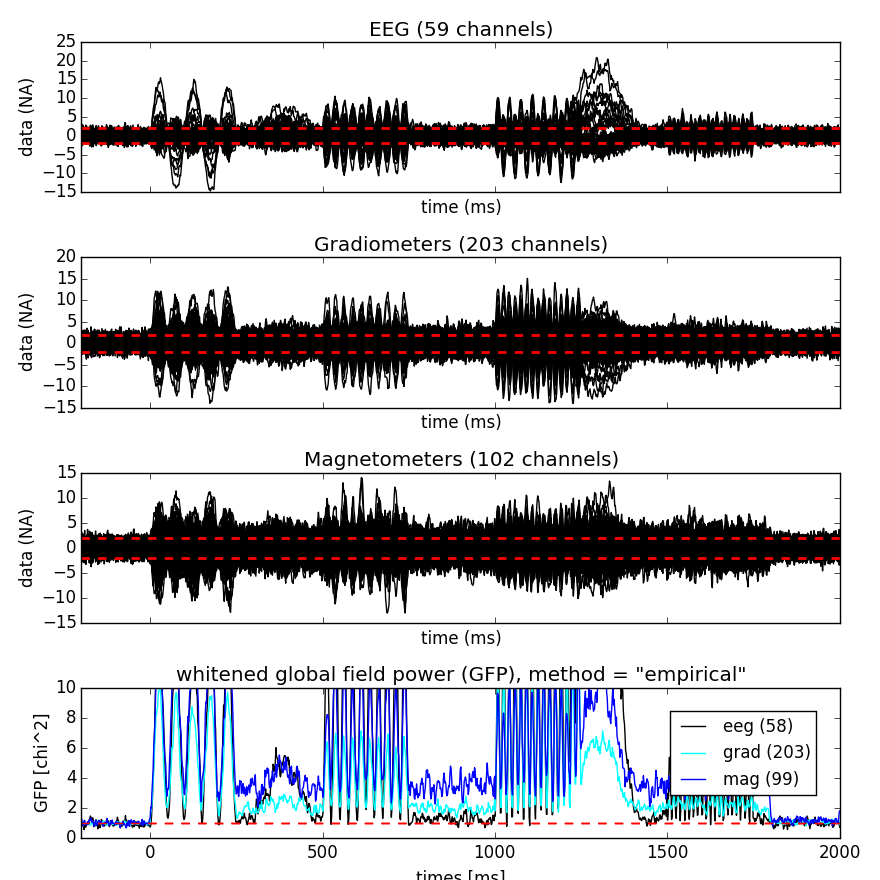 EEG (59 channels)
25
20
15
10
5
0
−5
−10
−15
data (NA)
time (ms)
Gradiometers (203 channels)
20
15
10
5
0
−5
−10
−15
data (NA)
time (ms)
Magnetometers (102 channels)
15
10
5
0
−5
−10
−15
data (NA)
time (ms)
whitened global field power (GFP), method = "empirical"
10
8
6
4
2
0
GFP [chi^2]
eeg (58)
grad (203)
mag (99)
0 500 1000 1500 2000
times [ms]